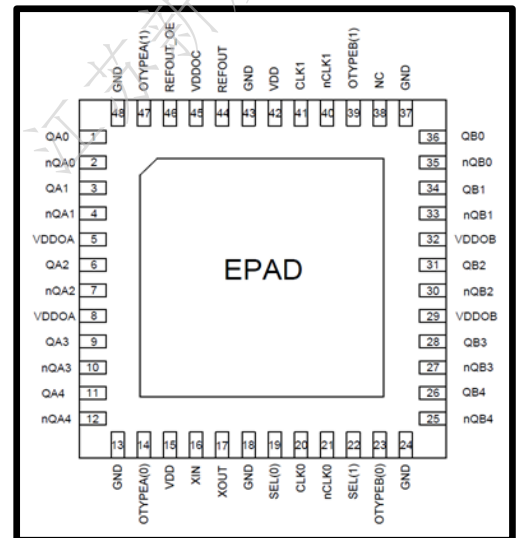 GND
OTYPEA(1)
REFOUT_OE
VDDOC
REFOUT
GND
VDD
CLK1
nCLK1
OTYPEB(1)
NC
GND
48 47 46 45 44 43 42 41 40 39 38 37
QA0 1
nQA0 2
QA1 3
nQA1 4
VDDOA 5
QA2 6
nQA2 7
VDDOA 8
QA3 9
nQA3 10
QA4 11
nQA4 12
EPAD
36 QB0
35 nQB0
34 QB1
33 nQB1
32 VDDOB
31 QB2
30 nQB2
29 VDDOB
28 QB3
27 nQB3
26 QB4
25 nQB4
13 14 15 16 17 18 19 20 21 22 23 24
GND
OTYPEA(0)
VDD
XIN
XOUT
GND
SEL(0)
CLK0
nCLK0
SEL(1)
OTYPEB(0)
GND
江苏新